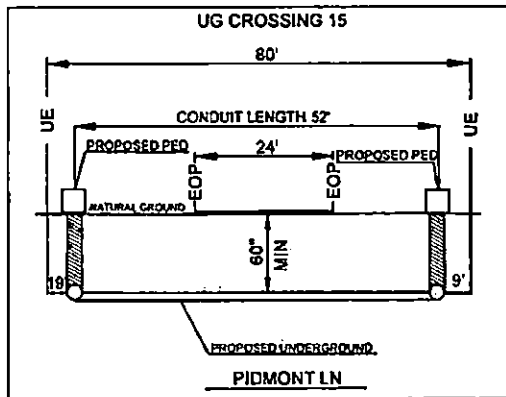 UG CROSSING 15
80'
UE
UE
CONDUIT LENGTH 52'
PROPOSED PED
24'
PROPOSED PED
EOP
EOP
NATURAL GROUND
60"
MIN
19'
9'
PROPOSED UNDERGROUND
PIDMONT LN